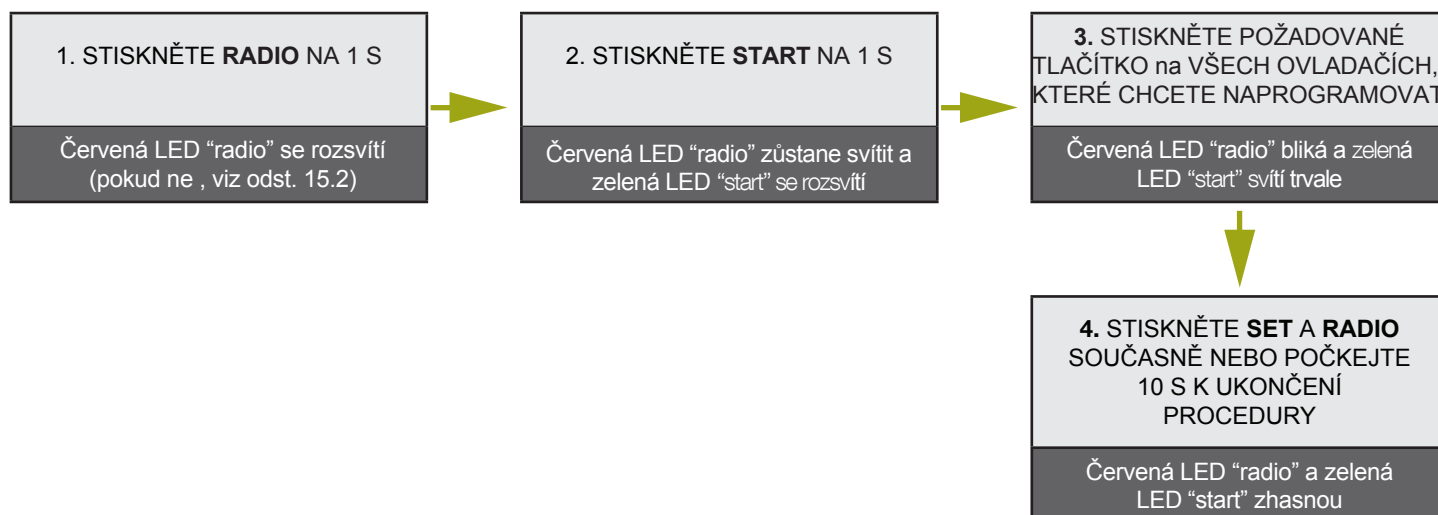 1. STISKNĚTE RADIO NA 1 S
Červená LED “radio” se rozsvítí
(pokud ne , viz odst. 15.2)
2. STISKNĚTE START NA 1 S
Červená LED “radio” zůstane svítit a
zelená LED “start” se rozsvítí
3. STISKNĚTE POŽADOVANÉ
TLAČÍTKO na VŠECH OVLADAČÍCH,
KTERÉ CHCETE NAPROGRAMOVAT
Červená LED “radio” bliká a zelená
LED “start” svítí trvale
4. STISKNĚTE SET A RADIO
SOUČASNĚ NEBO POČKEJTE
10 S K UKONČENÍ
PROCEDURY
Červená LED “radio” a zelená
LED “start” zhasnou